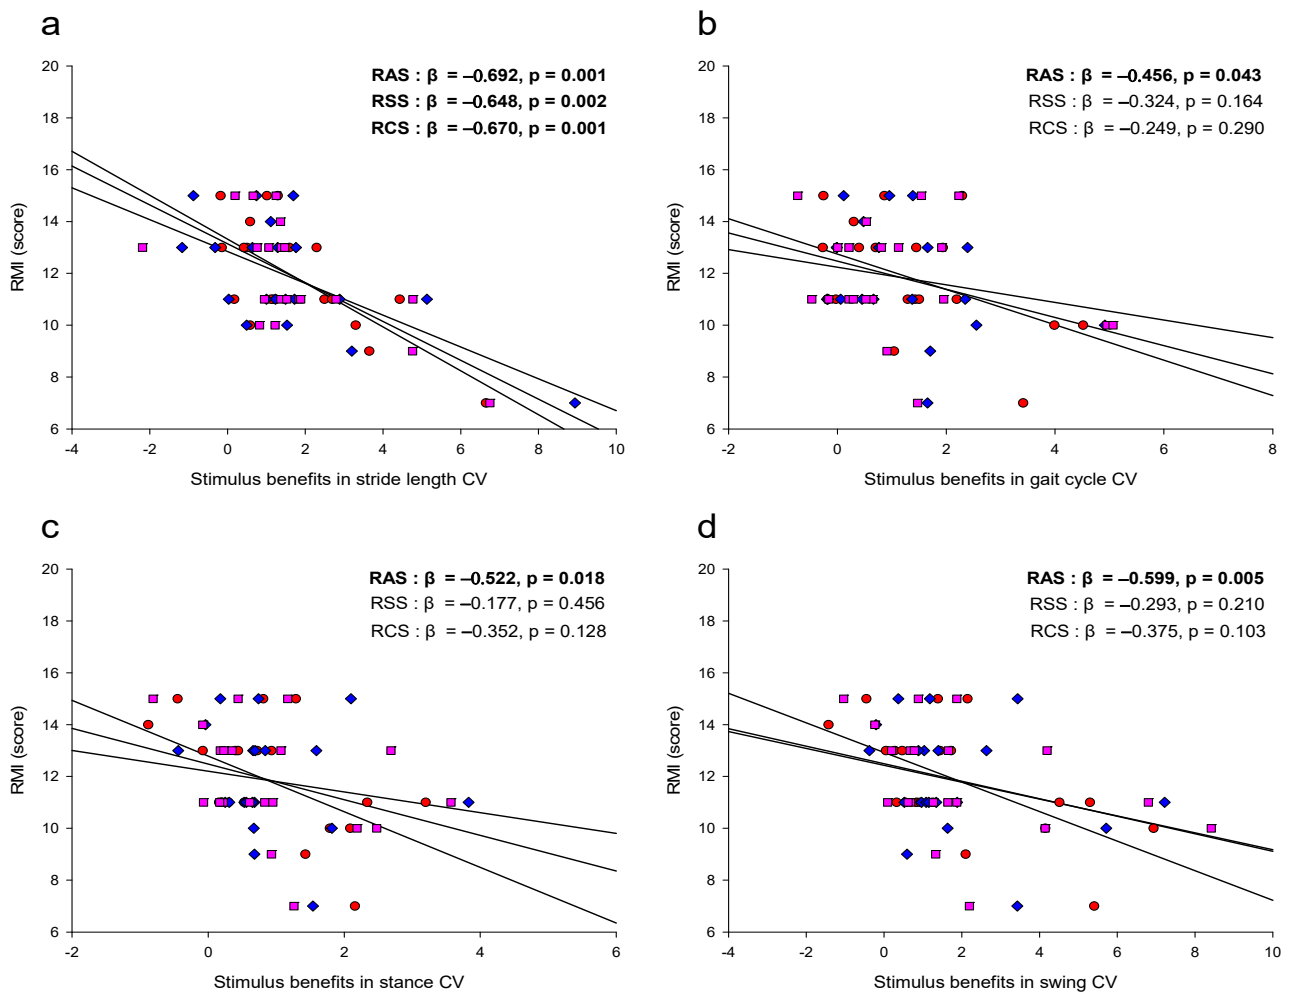 a
RAS : β = –0.692, p = 0.001
RSS : β = –0.648, p = 0.002
RCS : β = –0.670, p = 0.001
20
18
16
14
12
10
8
6
RMI (score)
-4 -2 0 2 4 6 8 10
Stimulus benefits in stride length CV
b
RAS : β = –0.456, p = 0.043
RSS : β = –0.324, p = 0.164
RCS : β = –0.249, p = 0.290
20
18
16
14
12
10
8
6
RMI (score)
-2 0 2 4 6 8
Stimulus benefits in gait cycle CV
c
RAS : β = –0.522, p = 0.018
RSS : β = –0.177, p = 0.456
RCS : β = –0.352, p = 0.128
20
18
16
14
12
10
8
6
RMI (score)
-2 0 2 4 6
Stimulus benefits in stance CV
d
RAS : β = –0.599, p = 0.005
RSS : β = –0.293, p = 0.210
RCS : β = –0.375, p = 0.103
20
18
16
14
12
10
8
6
RMI (score)
-4 -2 0 2 4 6 8 10
Stimulus benefits in swing CV